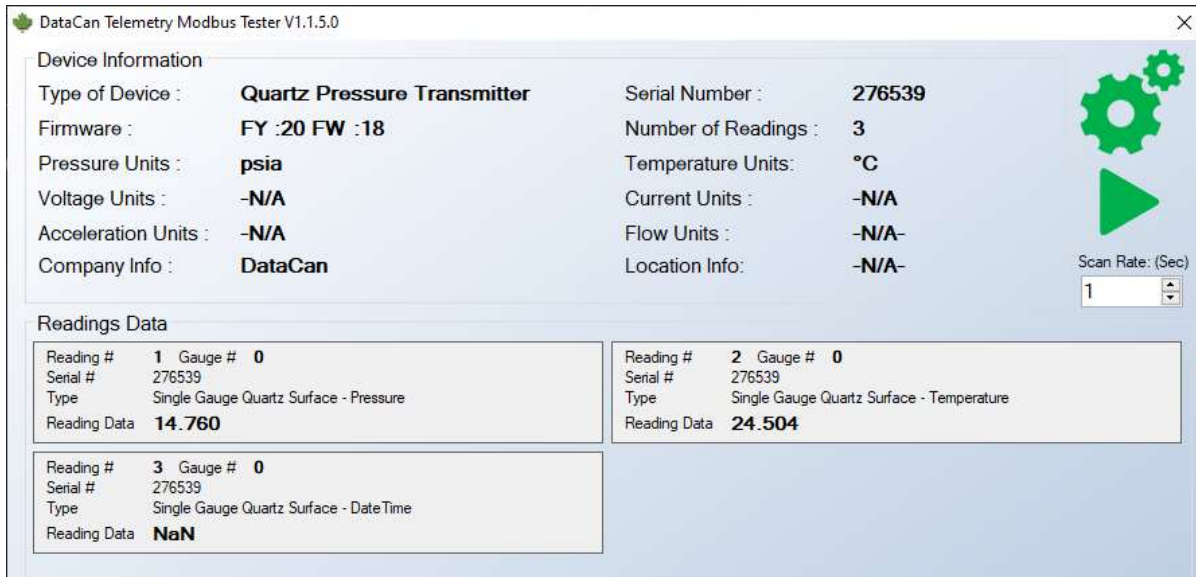 DataCan Telemetry Modbus Tester V1.1.5.0
Device Information
Type of Device : Quartz Pressure Transmitter Serial Number : 276539
Firmware : FY :20 FW :18 Number of Readings : 3
Pressure Units : psia Temperature Units: °C
Voltage Units : -N/A Current Units : -N/A
Acceleration Units : -N/A Flow Units : -N/A-
Company Info : DataCan Location Info: -N/A-
Scan Rate: (Sec)
1
Readings Data
Reading # 1 Gauge # 0
Serial # 276539
Type Single Gauge Quartz Surface - Pressure
Reading Data 14.760
Reading # 2 Gauge # 0
Serial # 276539
Type Single Gauge Quartz Surface - Temperature
Reading Data 24.504
Reading # 3 Gauge # 0
Serial # 276539
Type Single Gauge Quartz Surface - DateTime
Reading Data NaN